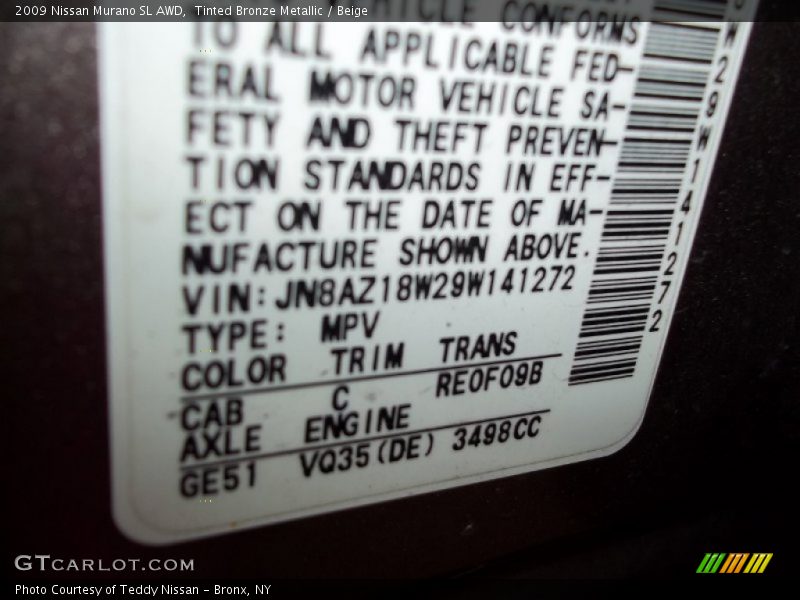 2009 Nissan Murano SL AWD, Tinted Bronze Metallic / Beige
VEHICLE CONFORMS
TO ALL APPLICABLE FED-
ERAL MOTOR VEHICLE SA-
FETY AND THEFT PREVEN-
TION STANDARDS IN EFF-
ECT ON THE DATE OF MA-
NUFACTURE SHOWN ABOVE.
VIN:JN8AZ18W29W141272
TYPE: MPV
COLOR TRIM TRANS
CAB C RE0F09B
AXLE ENGINE
GE51 VQ35(DE) 3498CC
W29W141272
GTcarlot.com
Photo Courtesy of Teddy Nissan - Bronx, NY